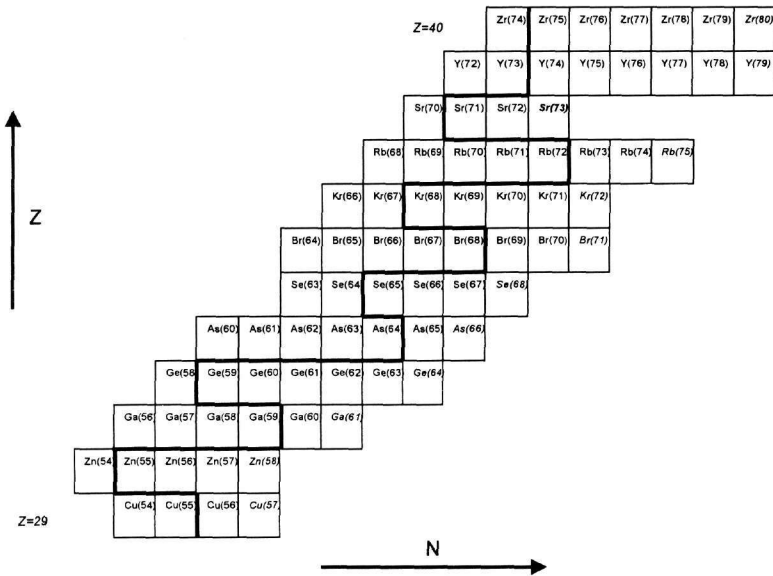 Z=40
Zr(74) Zr(75) Zr(76) Zr(77) Zr(78) Zr(79) Zr(80)
Y(72) Y(73) Y(74) Y(75) Y(76) Y(77) Y(78) Y(79)
Sr(70) Sr(71) Sr(72) Sr(73)
Rb(68) Rb(69) Rb(70) Rb(71) Rb(72) Rb(73) Rb(74) Rb(75)
Kr(66) Kr(67) Kr(68) Kr(69) Kr(70) Kr(71) Kr(72)
Z
Br(64) Br(65) Br(66) Br(67) Br(68) Br(69) Br(70) Br(71)
Se(63) Se(64) Se(65) Se(66) Se(67) Se(68)
As(60) As(61) As(62) As(63) As(64) As(65) As(66)
Ge(58 Ge(59) Ge(60) Ge(61) Ge(62) Ge(63) Ge(64)
Ga(56) Ga(57) Ga(58) Ga(59) Ga(60) Ga(61)
Zn(54) Zn(55) Zn(56) Zn(57) Zn(58)
Cu(54) Cu(55) Cu(56) Cu(57)
Z=29
N